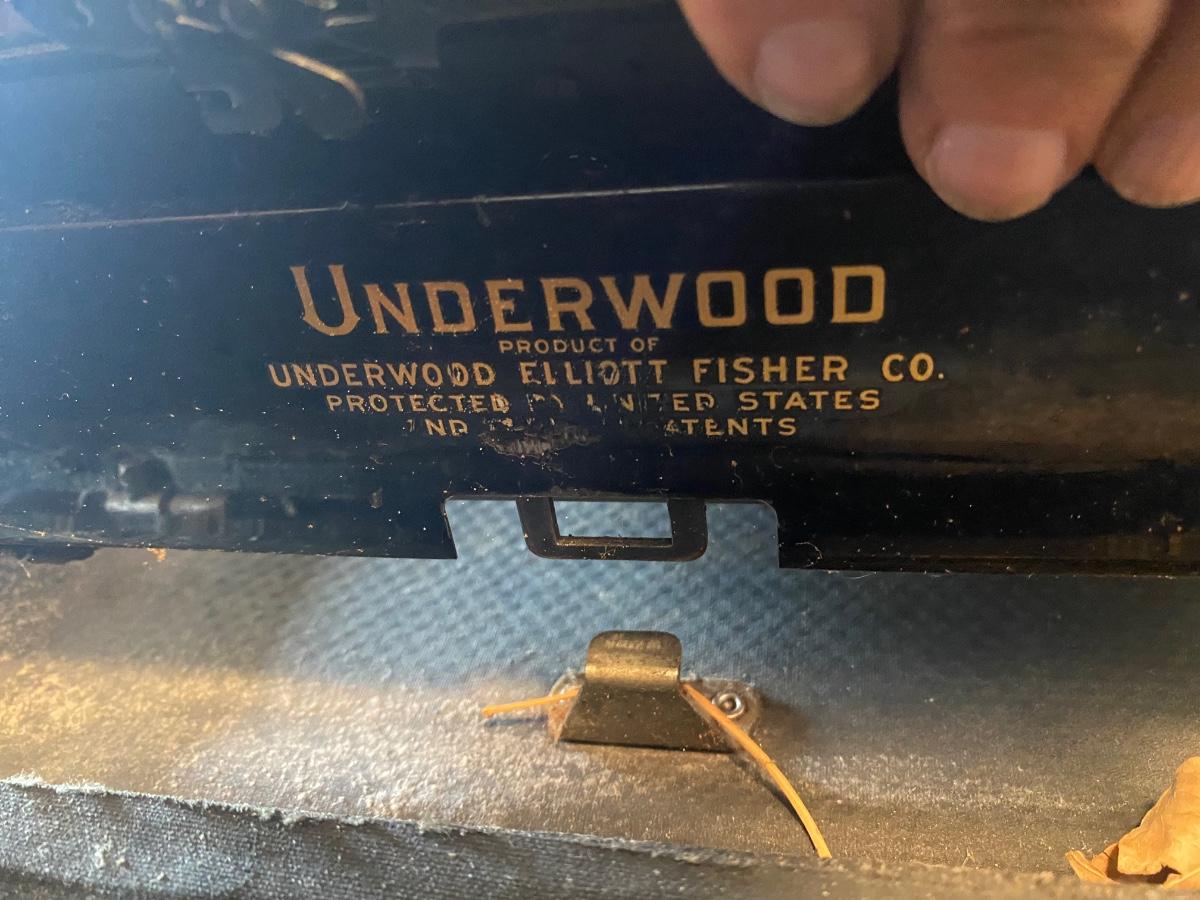 UNDERWOOD
PRODUCT OF
UNDERWOOD ELLIOTT FISHER CO.
PROTECTED STATES